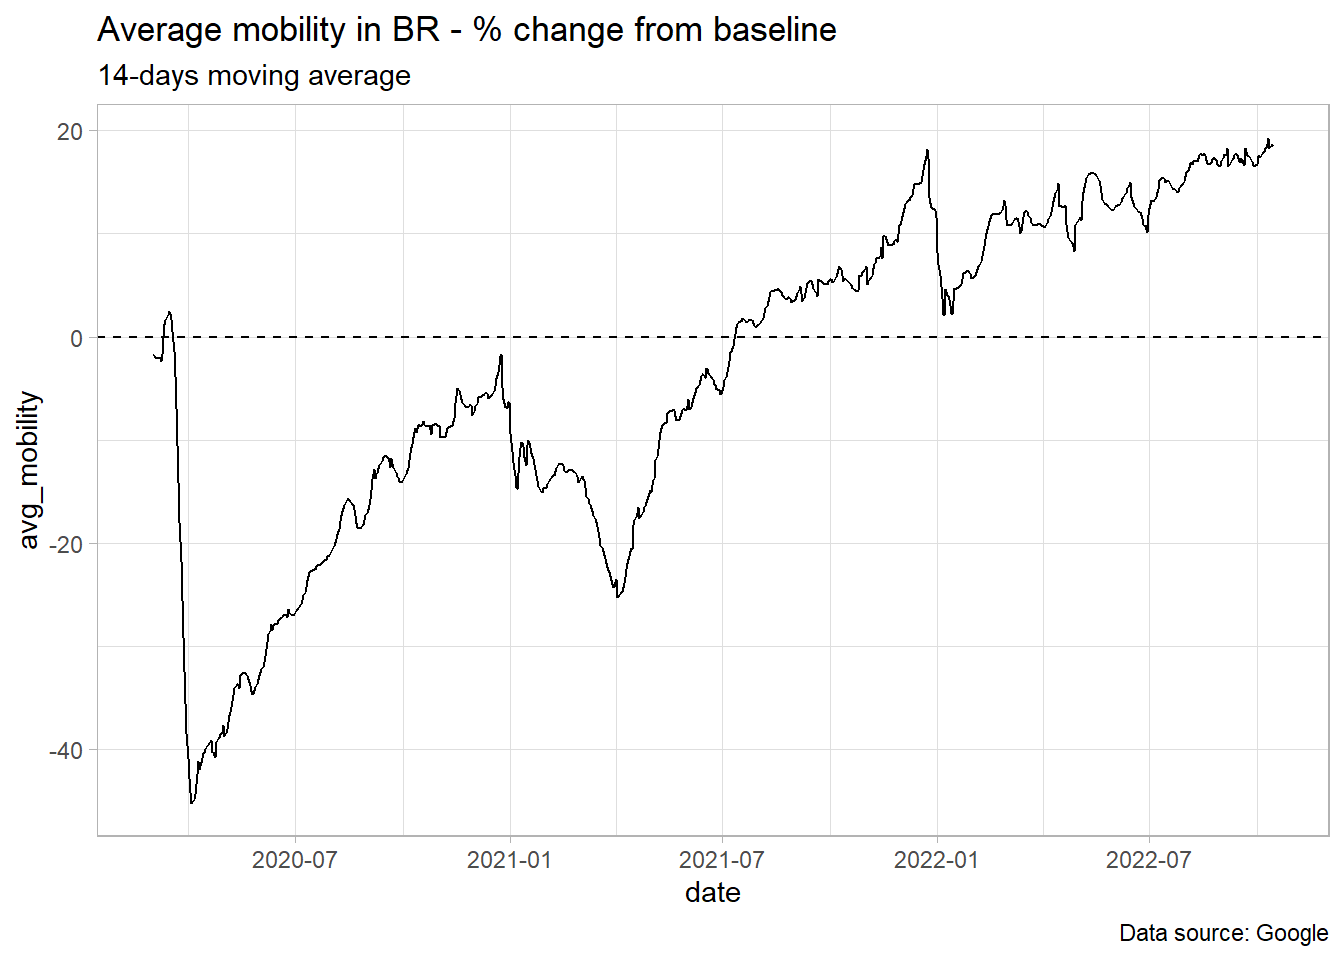 Average mobility in BR - % change from baseline
14-days moving average
20
0
-20
-40
avg_mobility
2020-07 2021-01 2021-07 2022-01 2022-07
date
Data source: Google